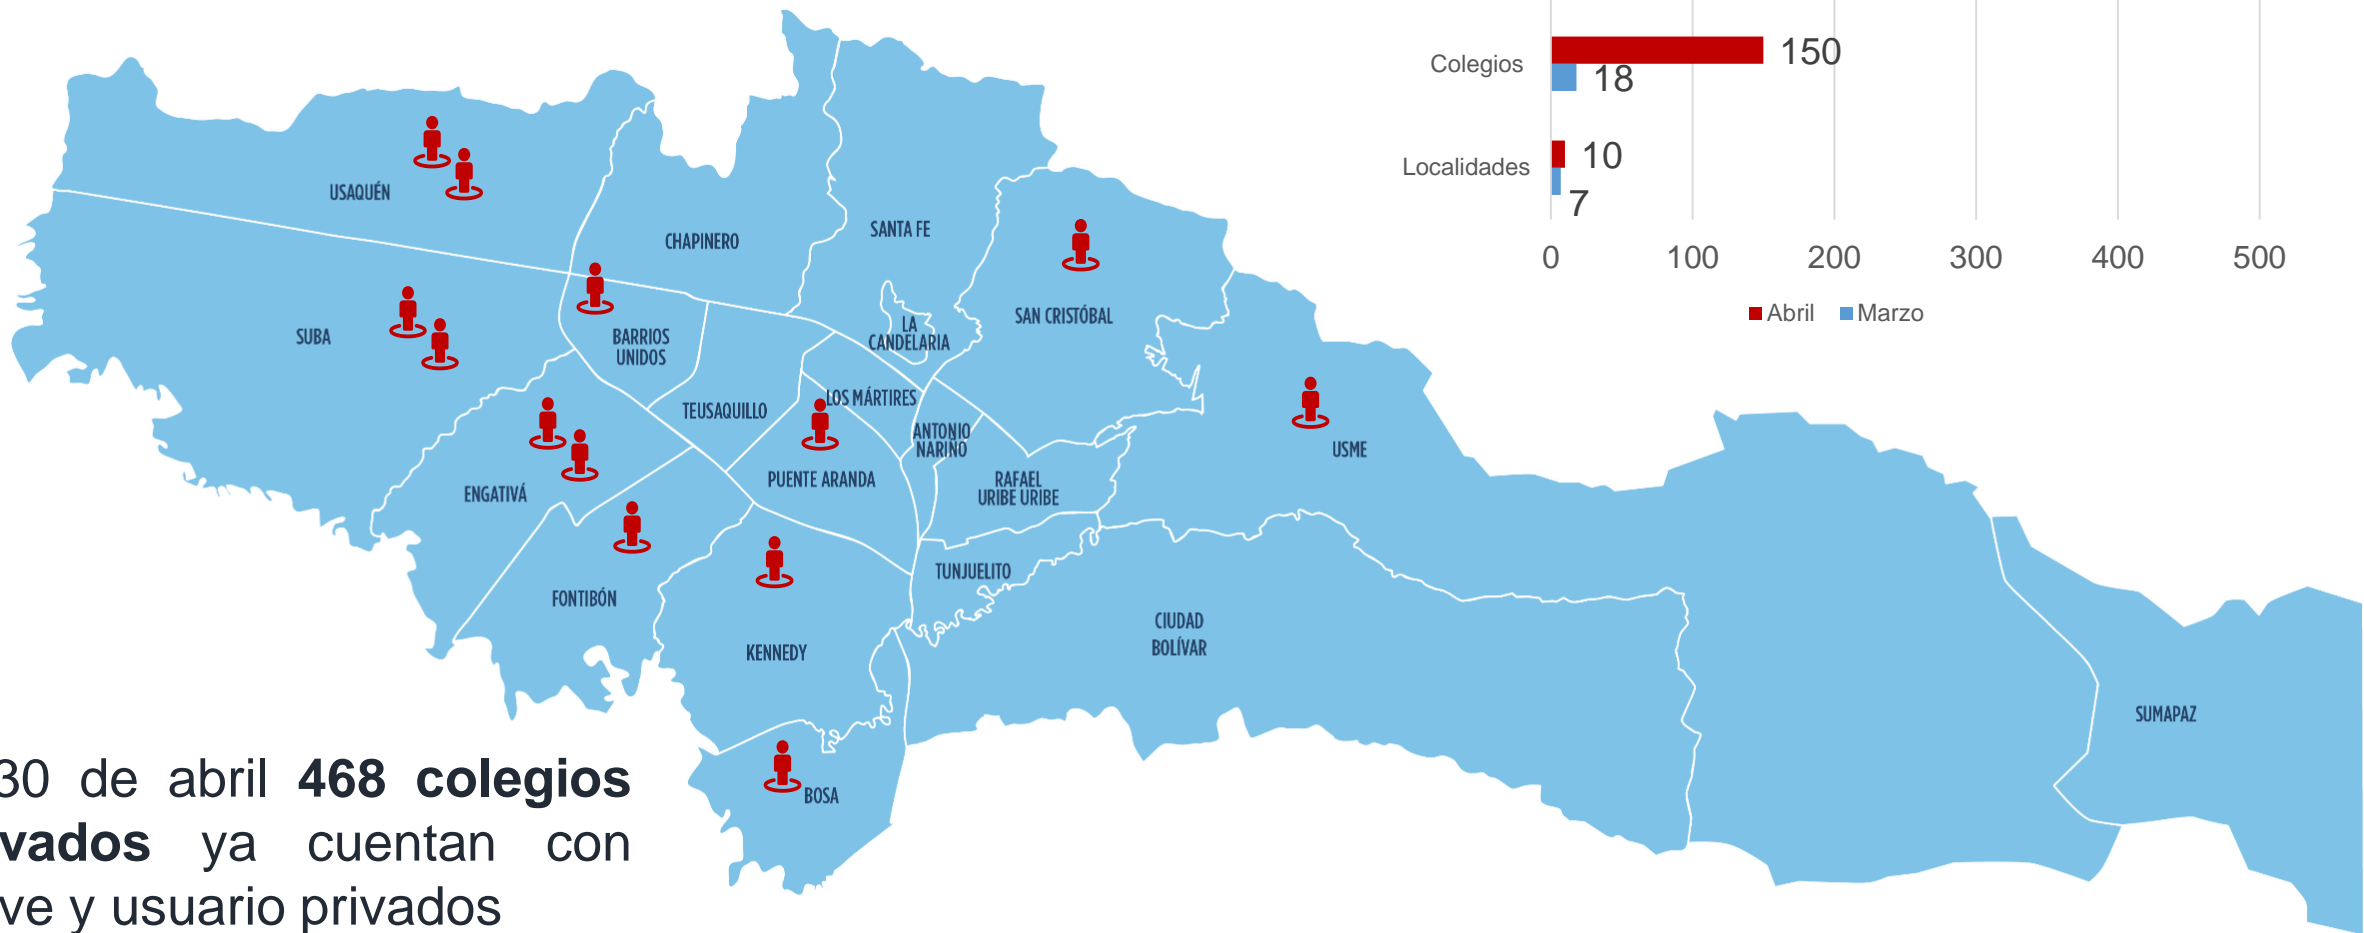 Colegios
150
18
Localidades
10
7
0 100 200 300 400 500
Abril Marzo
USAQUÉN
CHAPINERO
SANTA FE
SAN CRISTÓBAL
SUBA
BARRIOS
UNIDOS
LA
CANDELARIA
TEUSAQUILLO
LOS MÁRTIRES
ANTONIO
NARIÑO
USME
ENGATIVÁ
PUENTE ARANDA
RAFAEL
URIBE URIBE
FONTIBÓN
TUNJUELITO
KENNEDY
CIUDAD
BOLÍVAR
SUMAPAZ
BOSA
30 de abril 468 colegios
vados ya cuentan con
ve y usuario privados